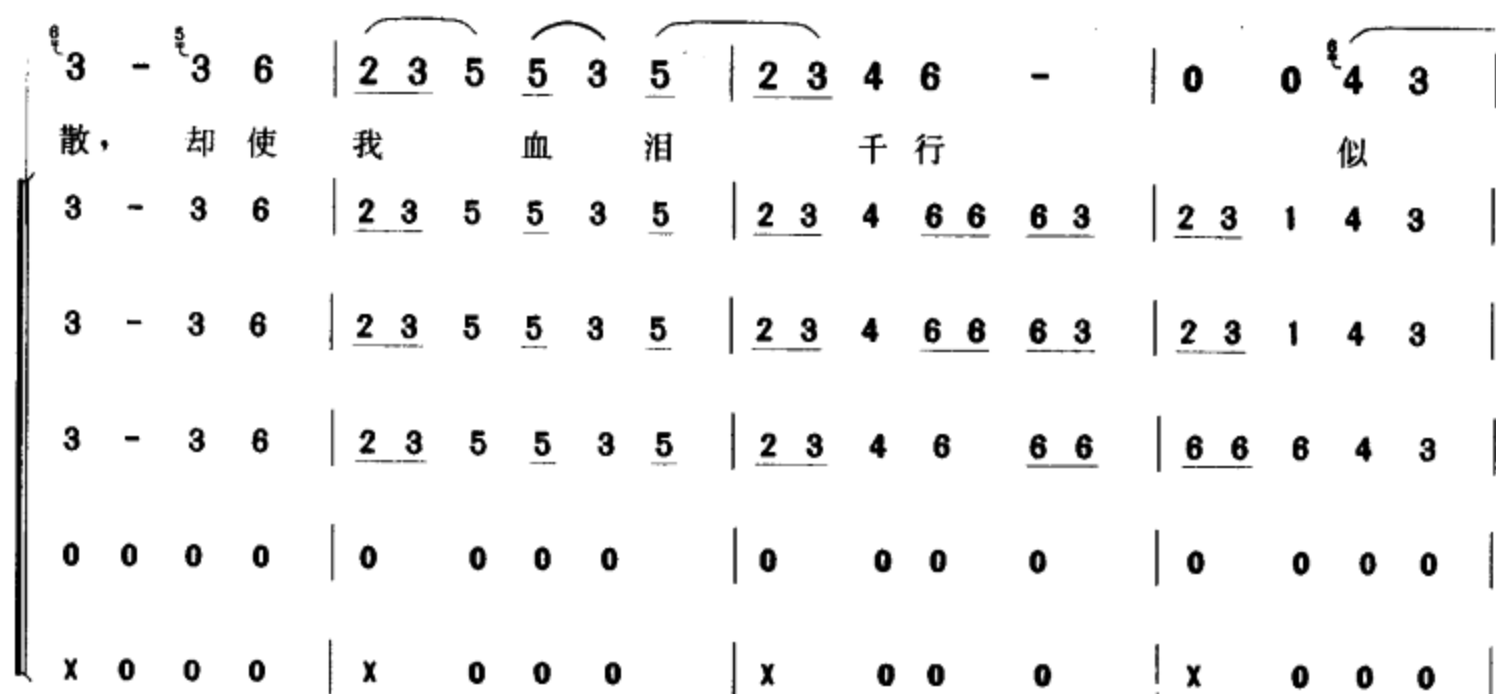 6 3 - 5 3 6 | 2 3 5 5 3 5 | 2 3 4 6 - | 0 0 6 4 3 |
散， 却 使 我 血 泪 千 行 似
3 - 3 6 | 2 3 5 5 3 5 | 2 3 4 6 6 6 3 | 2 3 1 4 3 |
3 - 3 6 | 2 3 5 5 3 5 | 2 3 4 6 6 6 3 | 2 3 1 4 3 |
3 - 3 6 | 2 3 5 5 3 5 | 2 3 4 6 6 6 | 6 6 6 4 3 |
0 0 0 0 | 0 0 0 0 | 0 0 0 0 | 0 0 0 0 |
X 0 0 0 | X 0 0 0 | X 0 0 0 | X 0 0 0 |